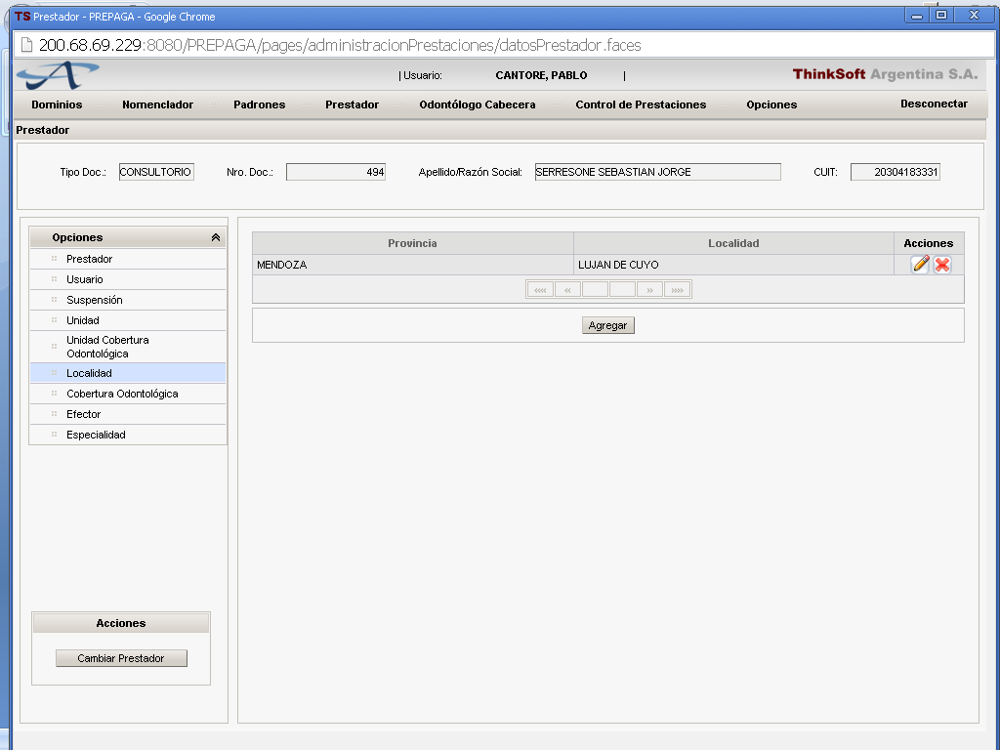 TS Prestador - PREPAGA - Google Chrome
200.68.69.229:8080/PREPAGA/pages/administracionPrestaciones/datosPrestador.faces
| Usuario: CANTORE, PABLO |
ThinkSoft Argentina S.A.
Dominios Nomenclador Padrones Prestador Odontólogo Cabecera Control de Prestaciones Opciones Desconectar
Prestador
Tipo Doc.: CONSULTORIO Nro. Doc.: 494 Apellido/Razón Social: SERRESONE SEBASTIAN JORGE CUIT: 20304183331
Opciones
Prestador
Usuario
Suspensión
Unidad
Unidad Cobertura
Odontológica
Localidad
Cobertura Odontológica
Efector
Especialidad
Acciones
Cambiar Prestador
Provincia Localidad Acciones
MENDOZA LUJAN DE CUYO
«« « » »»
Agregar